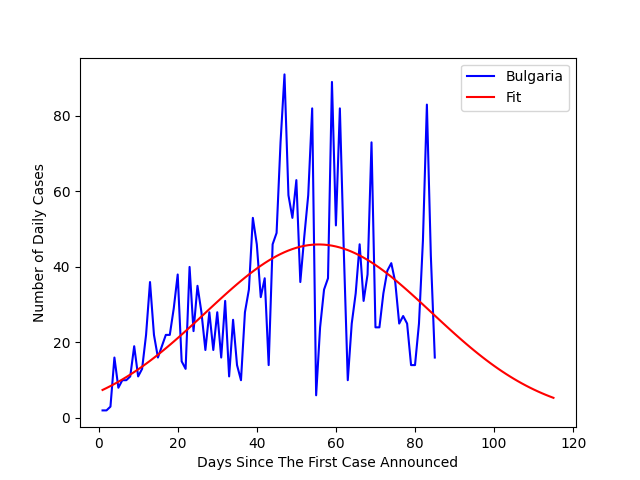 Bulgaria
Fit
80
60
40
20
0
Number of Daily Cases
0 20 40 60 80 100 120
Days Since The First Case Announced